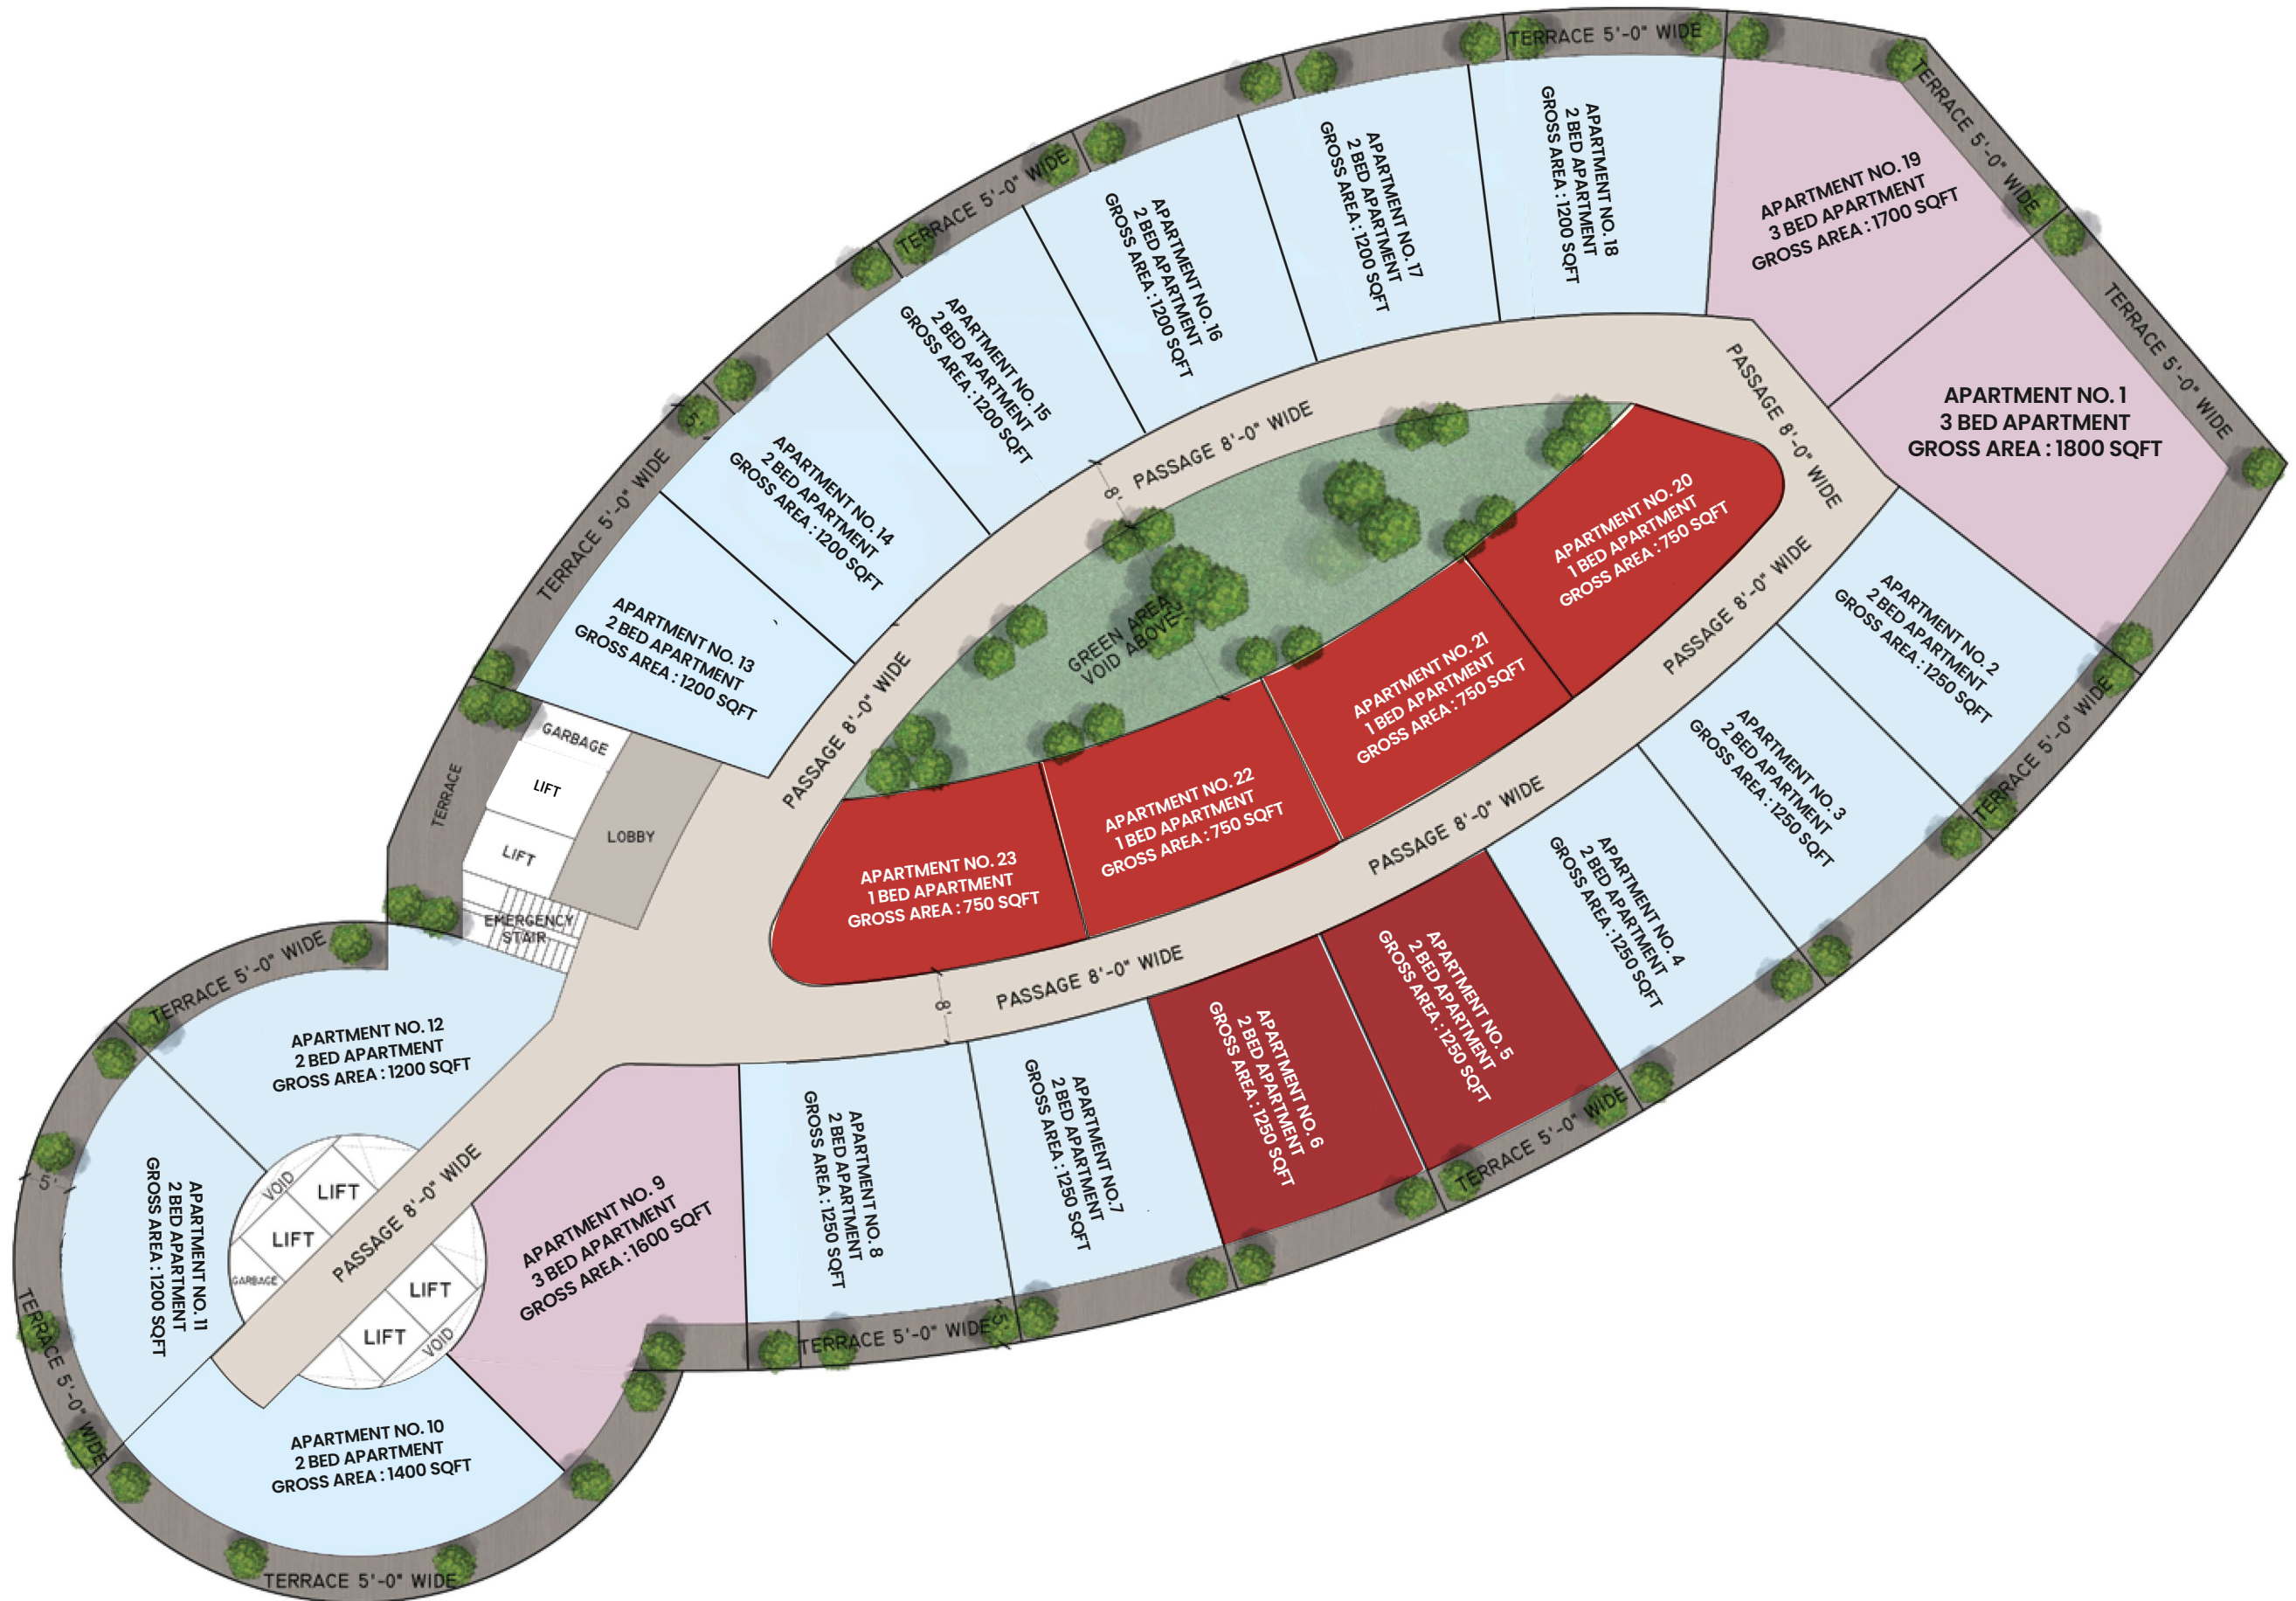 TERRACE 5'-0" WIDE
TERRACE 5'-0" WIDE
TERRACE 5'-0" WIDE
TERRACE 5'-0" WIDE
TERRACE 5'-0" WIDE
APARTMENT NO. 18
2 BED APARTMENT
GROSS AREA : 1200 SQFT
APARTMENT NO. 17
2 BED APARTMENT
GROSS AREA : 1200 SQFT
APARTMENT NO. 16
2 BED APARTMENT
GROSS AREA : 1200 SQFT
APARTMENT NO. 15
2 BED APARTMENT
GROSS AREA : 1200 SQFT
APARTMENT NO. 14
2 BED APARTMENT
GROSS AREA : 1200 SQFT
APARTMENT NO. 13
2 BED APARTMENT
GROSS AREA : 1200 SQFT
5'
APARTMENT NO. 19
3 BED APARTMENT
GROSS AREA : 1700 SQFT
APARTMENT NO. 1
3 BED APARTMENT
GROSS AREA : 1800 SQFT
PASSAGE 8'-0" WIDE
PASSAGE 8'-0" WIDE
8'
PASSAGE 8'-0" WIDE
PASSAGE 8'-0" WIDE
PASSAGE 8'-0" WIDE
PASSAGE 8'-0" WIDE
8'
GREEN AREA
VOID ABOVE
APARTMENT NO. 20
1 BED APARTMENT
GROSS AREA : 750 SQFT
APARTMENT NO. 21
1 BED APARTMENT
GROSS AREA : 750 SQFT
APARTMENT NO. 22
1 BED APARTMENT
GROSS AREA : 750 SQFT
APARTMENT NO. 23
1 BED APARTMENT
GROSS AREA : 750 SQFT
APARTMENT NO. 2
2 BED APARTMENT
GROSS AREA : 1250 SQFT
APARTMENT NO. 3
2 BED APARTMENT
GROSS AREA : 1250 SQFT
APARTMENT NO. 4
2 BED APARTMENT
GROSS AREA : 1250 SQFT
APARTMENT NO. 5
2 BED APARTMENT
GROSS AREA : 1250 SQFT
APARTMENT NO. 6
2 BED APARTMENT
GROSS AREA : 1250 SQFT
APARTMENT NO.7
2 BED APARTMENT
GROSS AREA : 1250 SQFT
APARTMENT NO. 8
2 BED APARTMENT
GROSS AREA : 1250 SQFT
TERRACE 5'-0" WIDE
TERRACE 5'-0" WIDE
TERRACE 5'-0" WIDE
5'
GARBAGE
LIFT
LIFT
LOBBY
TERRACE
EMERGENCY
STAIR
TERRACE 5'-0" WIDE
APARTMENT NO. 12
2 BED APARTMENT
GROSS AREA : 1200 SQFT
APARTMENT NO. 11
2 BED APARTMENT
GROSS AREA : 1200 SQFT
5'
TERRACE 5'-0" WIDE
VOID
LIFT
LIFT
GARBAGE
PASSAGE 8'-0" WIDE
LIFT
LIFT
VOID
APARTMENT NO. 9
3 BED APARTMENT
GROSS AREA : 1600 SQFT
APARTMENT NO. 10
2 BED APARTMENT
GROSS AREA : 1400 SQFT
TERRACE 5'-0" WIDE